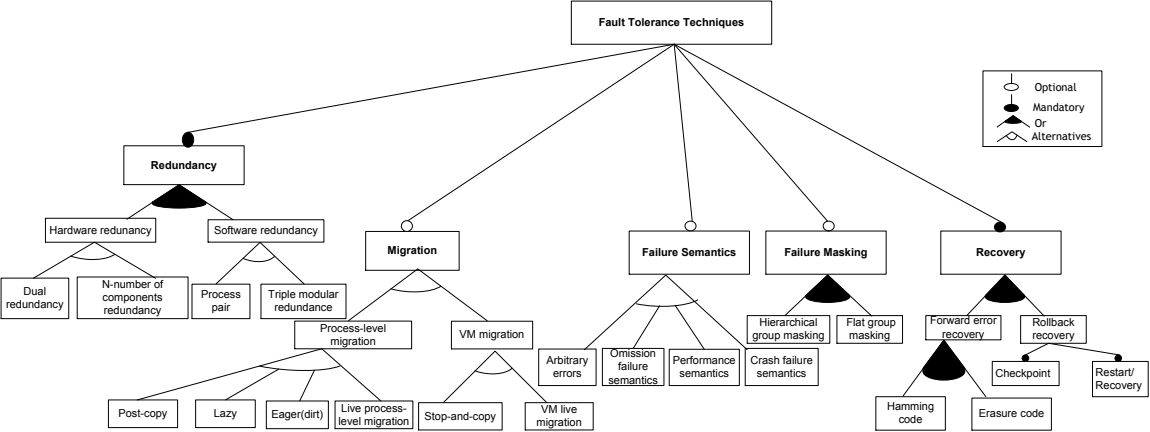 Fault Tolerance Techniques
Optional
Mandatory
Or
Alternatives
Redundancy
Hardware redunancy
Software redundancy
Migration
Failure Semantics
Failure Masking
Recovery
Dual
redundancy
N-number of
components
redundancy
Process
pair
Triple modular
redundance
Process-level
migration
VM migration
Hierarchical
group masking
Flat group
masking
Forward error
recovery
Rollback
recovery
Arbitrary
errors
Omission
failure
semantics
Performance
semantics
Crash failure
semantics
Checkpoint
Restart/
Recovery
Post-copy
Lazy
Eager(dirt)
Live process-
level migration
Stop-and-copy
VM live
migration
Hamming
code
Erasure code